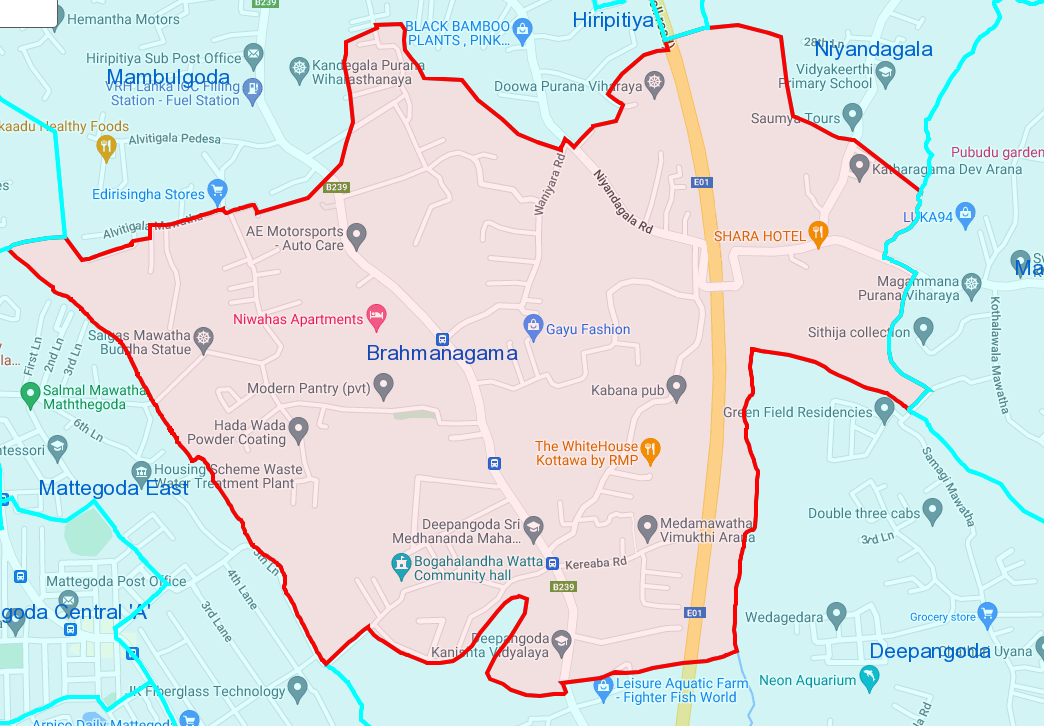 B239
Hemantha Motors
Hiripitiya
BLACK BAMBOO
PLANTS , PINK...
Niyandagala
28th Ln
Hiripitiya Sub Post Office
Kandegala Purana
Wiharasthanaya
Mambulgoda
VRH Lanka IOC Filling
Station - Fuel Station
Doowa Purana Viharaya
Vidyakeerthi
Primary School
Saumya Tours
kaadu Healthy Foods
Alvitigala Pedesa
Pubudu garden
Katharagama Dev Arana
Edirisingha Stores
B239
E01
Waniyara Rd
Niyandagala Rd
LUKA94
Alvitigala Mawatha
AE Motorsports
- Auto Care
SHARA HOTEL
Ma
Magammana
Purana Viharaya
Niwahas Apartments
Gayu Fashion
Sithija collection
Kothalawala Mawatha
Salgas Mawatha
Buddha Statue
First Ln
2nd Ln
3rd Ln
Brahmanagama
Modern Pantry (pvt)
Kabana pub
Salmal Mawatha
Maththegoda
Green Field Residencies
6th Ln
Hada Wada
Powder Coating
The WhiteHouse
Kottawa by RMP
ntessori
Housing Scheme Waste
Water Treatment Plant
Samagi Mawatha
Mattegoda East
Double three cabs
3rd Ln
Deepangoda Sri
Medhananda Maha...
Medamawatha
Vimukthi Arana
Bogahalandha Watta
Community hall
Kereaba Rd
5th Ln
4th Lane
3rd Lane
Mattegoda Post Office
B239
E01
goda Central 'A'
Wedagedara
Grocery store
Deepangoda
Kanishta Vidyalaya
Deepangoda
Uyana
Neon Aquarium
JK Fiberglass Technology
Leisure Aquatic Farm
- Fighter Fish World
Arpico Daily Mattegoda